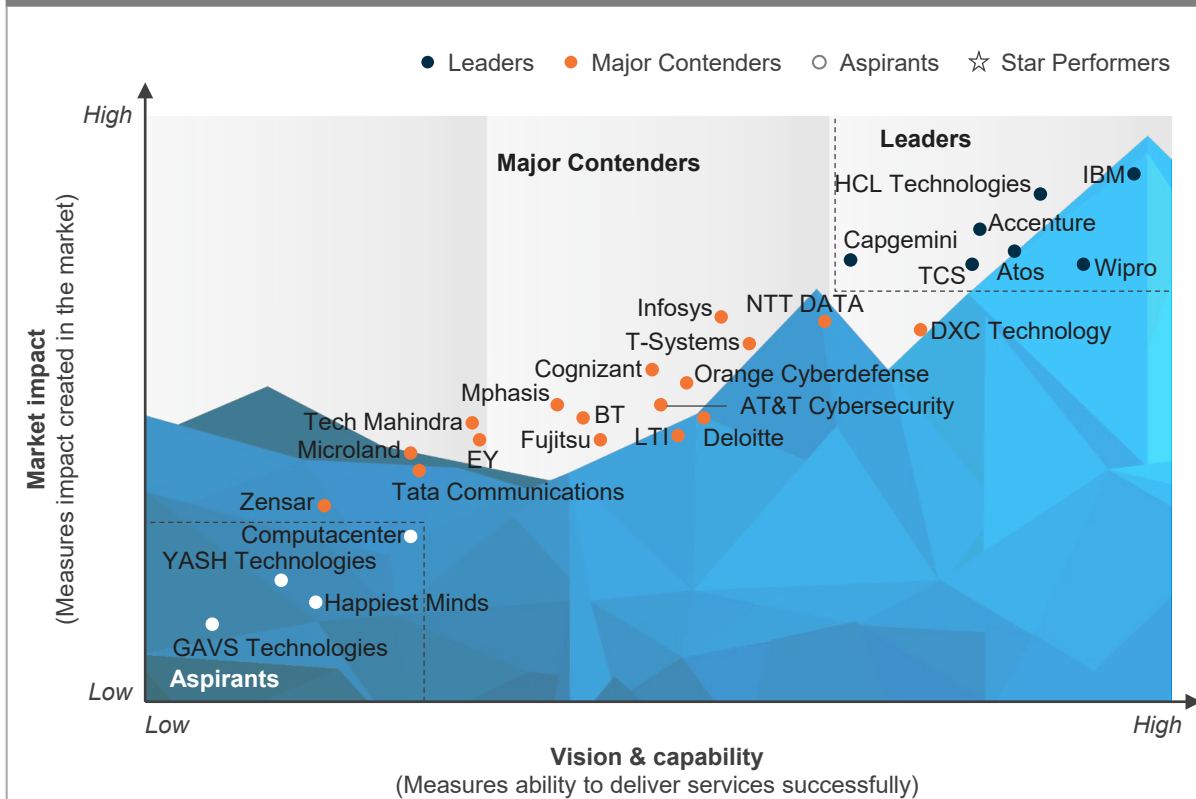 Leaders
Major Contenders
Aspirants
Star Performers
High
Major Contenders
Leaders
HCL Technologies
IBM
Accenture
Capgemini
TCS
Atos
Wipro
Infosys
NTT DATA
T-Systems
DXC Technology
Cognizant
Orange Cyberdefense
Mphasis
AT&T Cybersecurity
Tech Mahindra
BT
Microland
EY
Fujitsu
LTI
Deloitte
Tata Communications
Zensar
Computacenter
YASH Technologies
Happiest Minds
GAVS Technologies
Aspirants
Market impact
(Measures impact created in the market)
Low
Low
High
Vision & capability
(Measures ability to deliver services successfully)